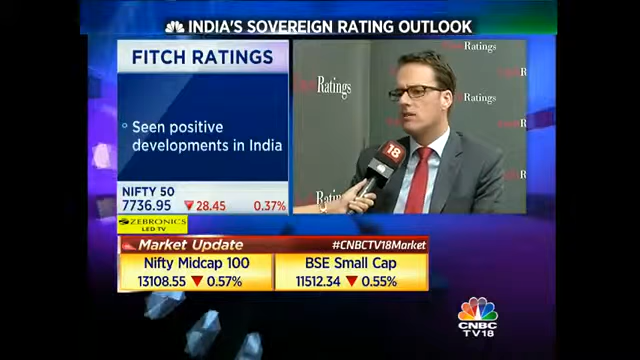 INDIA'S SOVEREIGN RATING OUTLOOK
FITCH RATINGS
Seen positive
developments in India
NIFTY 50
7736.95 ▼ 28.45 0.37%
Ratings
Ratings
Ratings
18
ZEBRONICS
LED TV
Market Update #CNBCTV18Market
Nifty Midcap 100
13108.55 ▼ 0.57%
BSE Small Cap
11512.34 ▼ 0.55%
CNBC
TV18